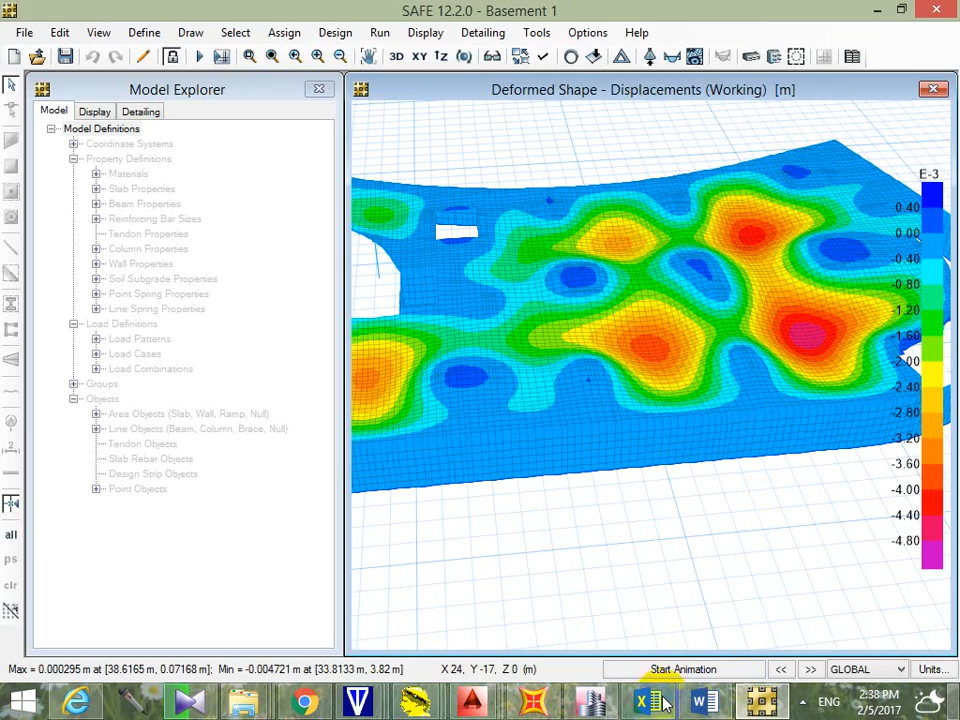 SAFE 12.2.0 - Basement 1
File Edit View Define Draw Select Assign Design Run Display Detailing Tools Options Help
3D XY
Model Explorer
Model Display Detailing
Model Definitions
Coordinate Systems
Property Definitions
Materials
Slab Properties
Beam Properties
Reinforcing Bar Sizes
Tendon Properties
Column Properties
Wall Properties
Soil Subgrade Properties
Point Spring Properties
Line Spring Properties
Load Definitions
Load Patterns
Load Cases
Load Combinations
Groups
Objects
Area Objects (Slab, Wall, Ramp, Null)
Line Objects (Beam, Column, Brace, Null)
Tendon Objects
Slab Rebar Objects
Design Strip Objects
Point Objects
all
ps
clr
Deformed Shape - Displacements (Working) [m]
E-3
0.40
0.00
-0.40
-0.80
-1.20
-1.60
-2.00
-2.40
-2.80
-3.20
-3.60
-4.00
-4.40
-4.80
Max = 0.000295 m at [38.6165 m, 0.07168 m]; Min = -0.004721 m at [33.8133 m, 3.82 m] X 24, Y -17, Z 0 (m) Start Animation << >> GLOBAL Units...
ENG
2:38 PM
2/5/2017